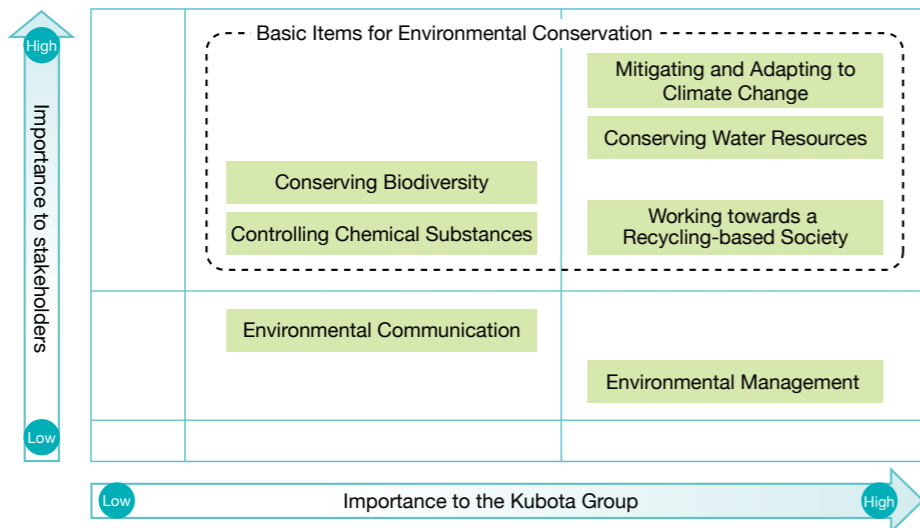 High
Importance to stakeholders
Low
Basic Items for Environmental Conservation
Mitigating and Adapting to
Climate Change
Conserving Water Resources
Conserving Biodiversity
Controlling Chemical Substances
Working towards a
Recycling-based Society
Environmental Communication
Environmental Management
Low
Importance to the Kubota Group
High